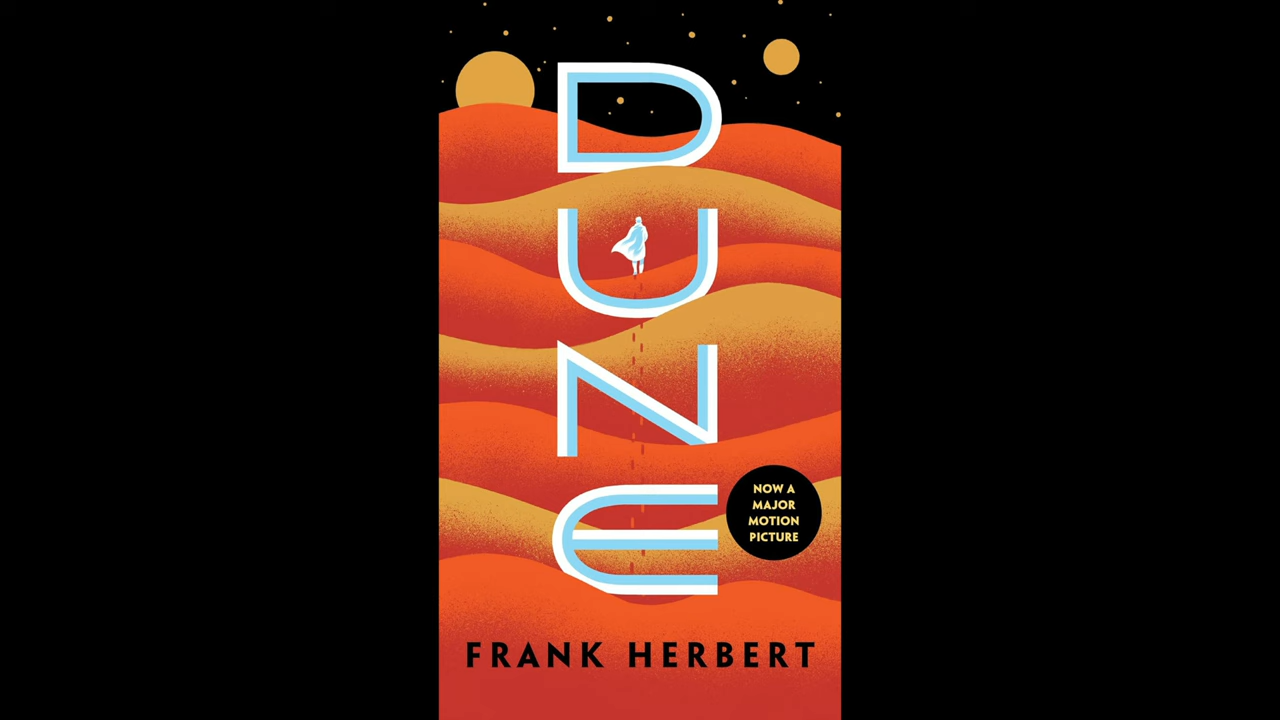 DUNE
NOW A
MAJOR
MOTION
PICTURE
FRANK HERBERT